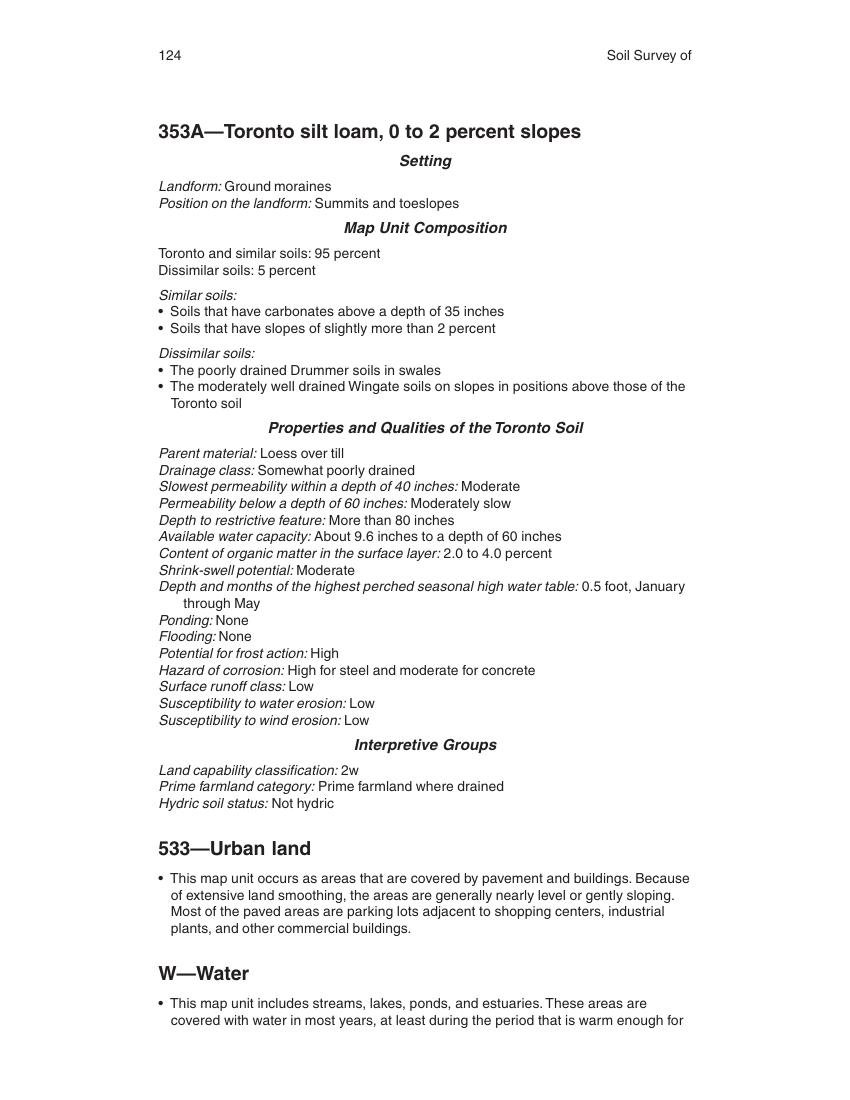 124
Soil Survey of
353A—Toronto silt loam, 0 to 2 percent slopes
Setting
Landform: Ground moraines
Position on the landform: Summits and toeslopes
Map Unit Composition
Toronto and similar soils: 95 percent
Dissimilar soils: 5 percent
Similar soils:
• Soils that have carbonates above a depth of 35 inches
• Soils that have slopes of slightly more than 2 percent
Dissimilar soils:
• The poorly drained Drummer soils in swales
• The moderately well drained Wingate soils on slopes in positions above those of the
Toronto soil
Properties and Qualities of the Toronto Soil
Parent material: Loess over till
Drainage class: Somewhat poorly drained
Slowest permeability within a depth of 40 inches: Moderate
Permeability below a depth of 60 inches: Moderately slow
Depth to restrictive feature: More than 80 inches
Available water capacity: About 9.6 inches to a depth of 60 inches
Content of organic matter in the surface layer: 2.0 to 4.0 percent
Shrink-swell potential: Moderate
Depth and months of the highest perched seasonal high water table: 0.5 foot, January
through May
Ponding: None
Flooding: None
Potential for frost action: High
Hazard of corrosion: High for steel and moderate for concrete
Surface runoff class: Low
Susceptibility to water erosion: Low
Susceptibility to wind erosion: Low
Interpretive Groups
Land capability classification: 2w
Prime farmland category: Prime farmland where drained
Hydric soil status: Not hydric
533—Urban land
• This map unit occurs as areas that are covered by pavement and buildings. Because
of extensive land smoothing, the areas are generally nearly level or gently sloping.
Most of the paved areas are parking lots adjacent to shopping centers, industrial
plants, and other commercial buildings.
W—Water
• This map unit includes streams, lakes, ponds, and estuaries. These areas are
covered with water in most years, at least during the period that is warm enough for